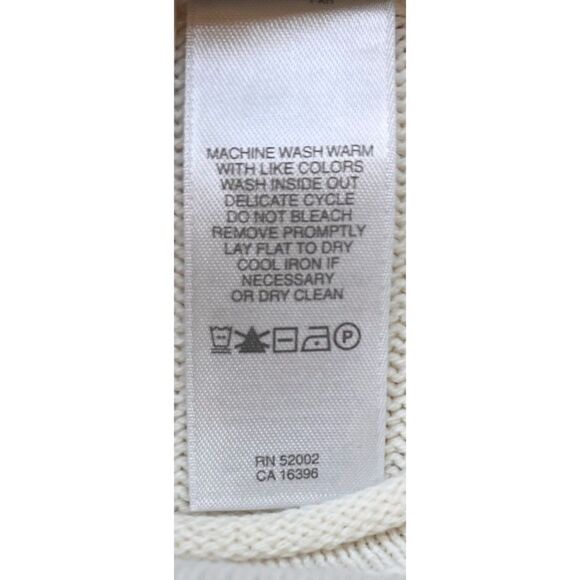 MACHINE WASH WARM
WITH LIKE COLORS
WASH INSIDE OUT
DELICATE CYCLE
DO NOT BLEACH
REMOVE PROMPTLY
LAY FLAT TO DRY
COOL IRON IF
NECESSARY
OR DRY CLEAN
P
RN 52002
CA 16396